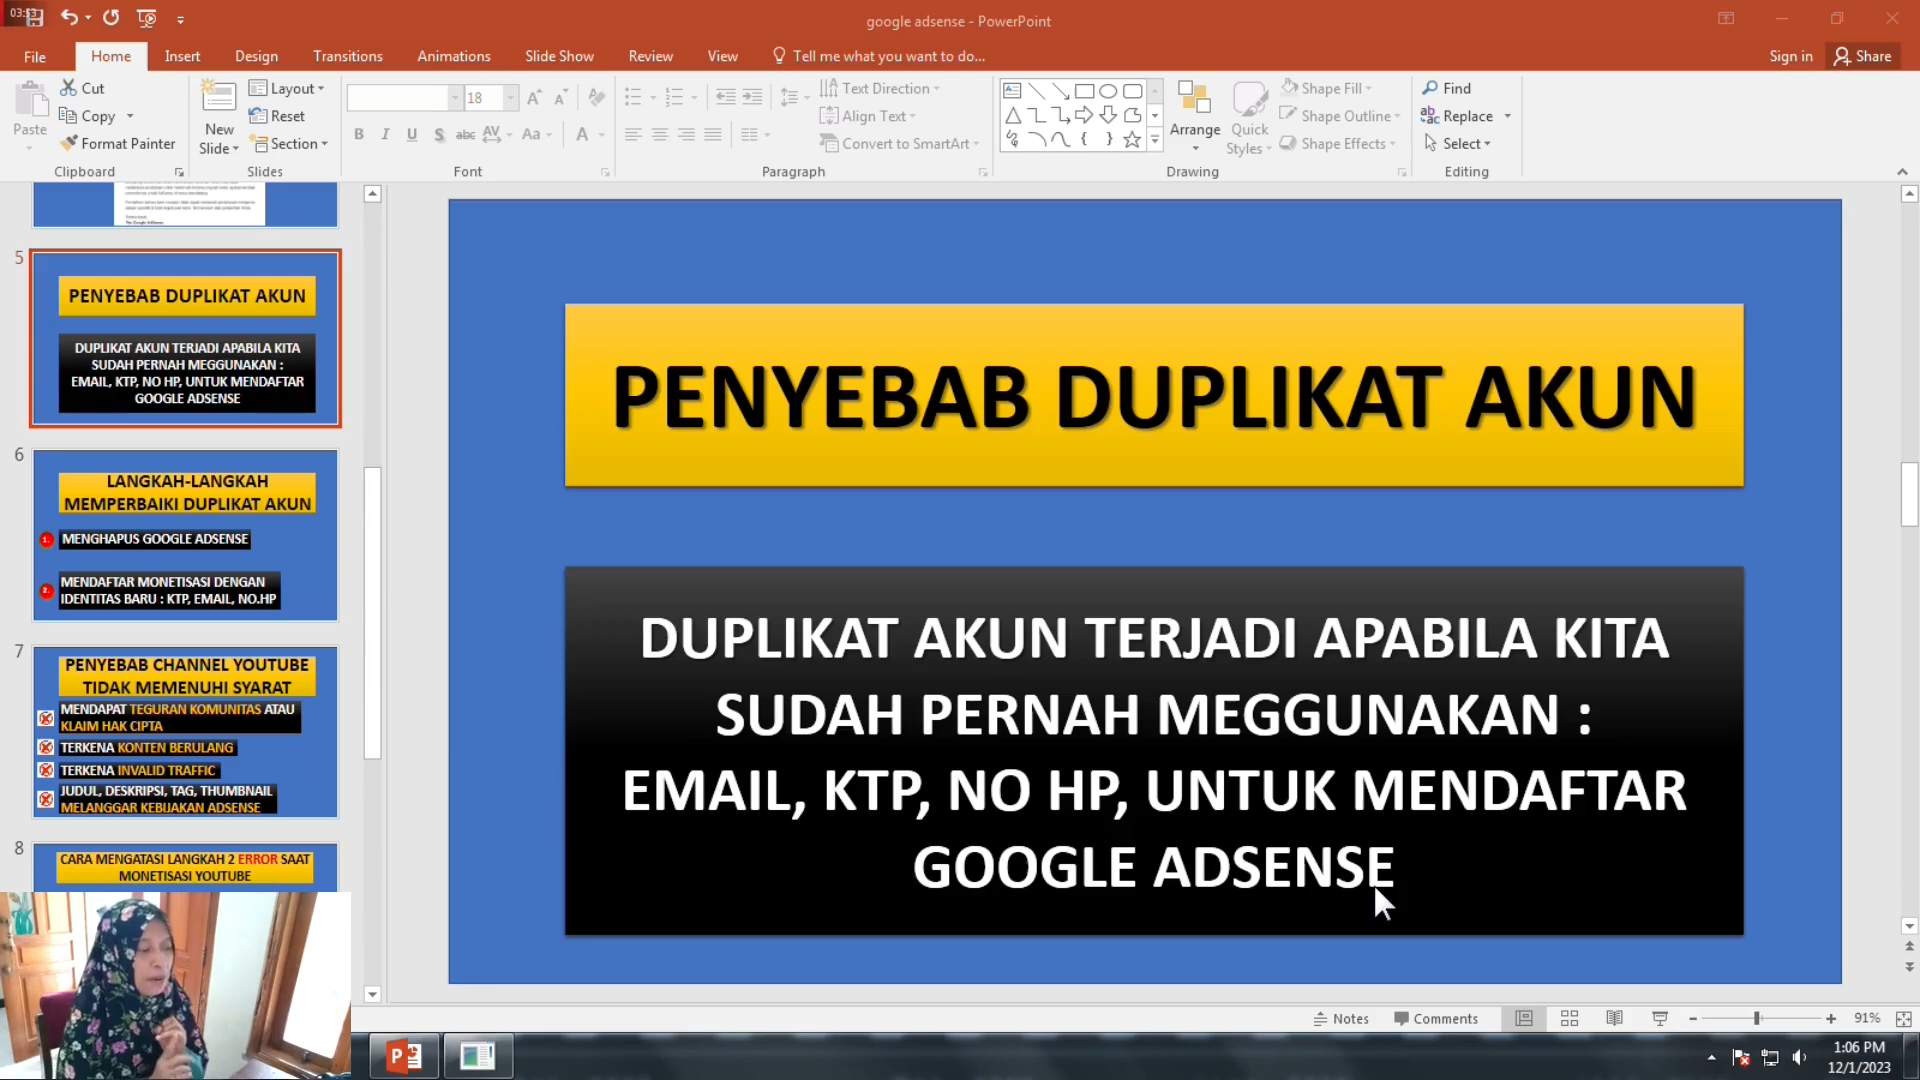 03:53
google adsense - PowerPoint
File Home Insert Design Transitions Animations Slide Show Review View Tell me what you want to do... Sign in Share
Paste
Cut
Copy
Format Painter
Clipboard
New Slide
Layout
Reset
Section
Slides
18
B I U S abc AV Aa A
Font
Text Direction
Align Text
Convert to SmartArt
Paragraph
Arrange
Quick Styles
Shape Fill
Shape Outline
Shape Effects
Drawing
Find
Replace
Select
Editing
5
PENYEBAB DUPLIKAT AKUN
DUPLIKAT AKUN TERJADI APABILA KITA
SUDAH PERNAH MEGGUNAKAN :
EMAIL, KTP, NO HP, UNTUK MENDAFTAR
GOOGLE ADSENSE
6
LANGKAH-LANGKAH
MEMPERBAIKI DUPLIKAT AKUN
1. MENGHAPUS GOOGLE ADSENSE
2. MENDAFTAR MONETISASI DENGAN
IDENTITAS BARU : KTP, EMAIL, NO.HP
7
PENYEBAB CHANNEL YOUTUBE
TIDAK MEMENUHI SYARAT
MENDAPAT TEGURAN KOMUNITAS ATAU
KLAIM HAK CIPTA
TERKENA KONTEN BERULANG
TERKENA INVALID TRAFFIC
JUDUL, DESKRIPSI, TAG, THUMBNAIL
MELANGGAR KEBIJAKAN ADSENSE
8
CARA MENGATASI LANGKAH 2 ERROR SAAT
MONETISASI YOUTUBE
PENYEBAB DUPLIKAT AKUN
DUPLIKAT AKUN TERJADI APABILA KITA
SUDAH PERNAH MEGGUNAKAN :
EMAIL, KTP, NO HP, UNTUK MENDAFTAR
GOOGLE ADSENSE
Notes Comments 91%
1:06 PM
12/1/2023